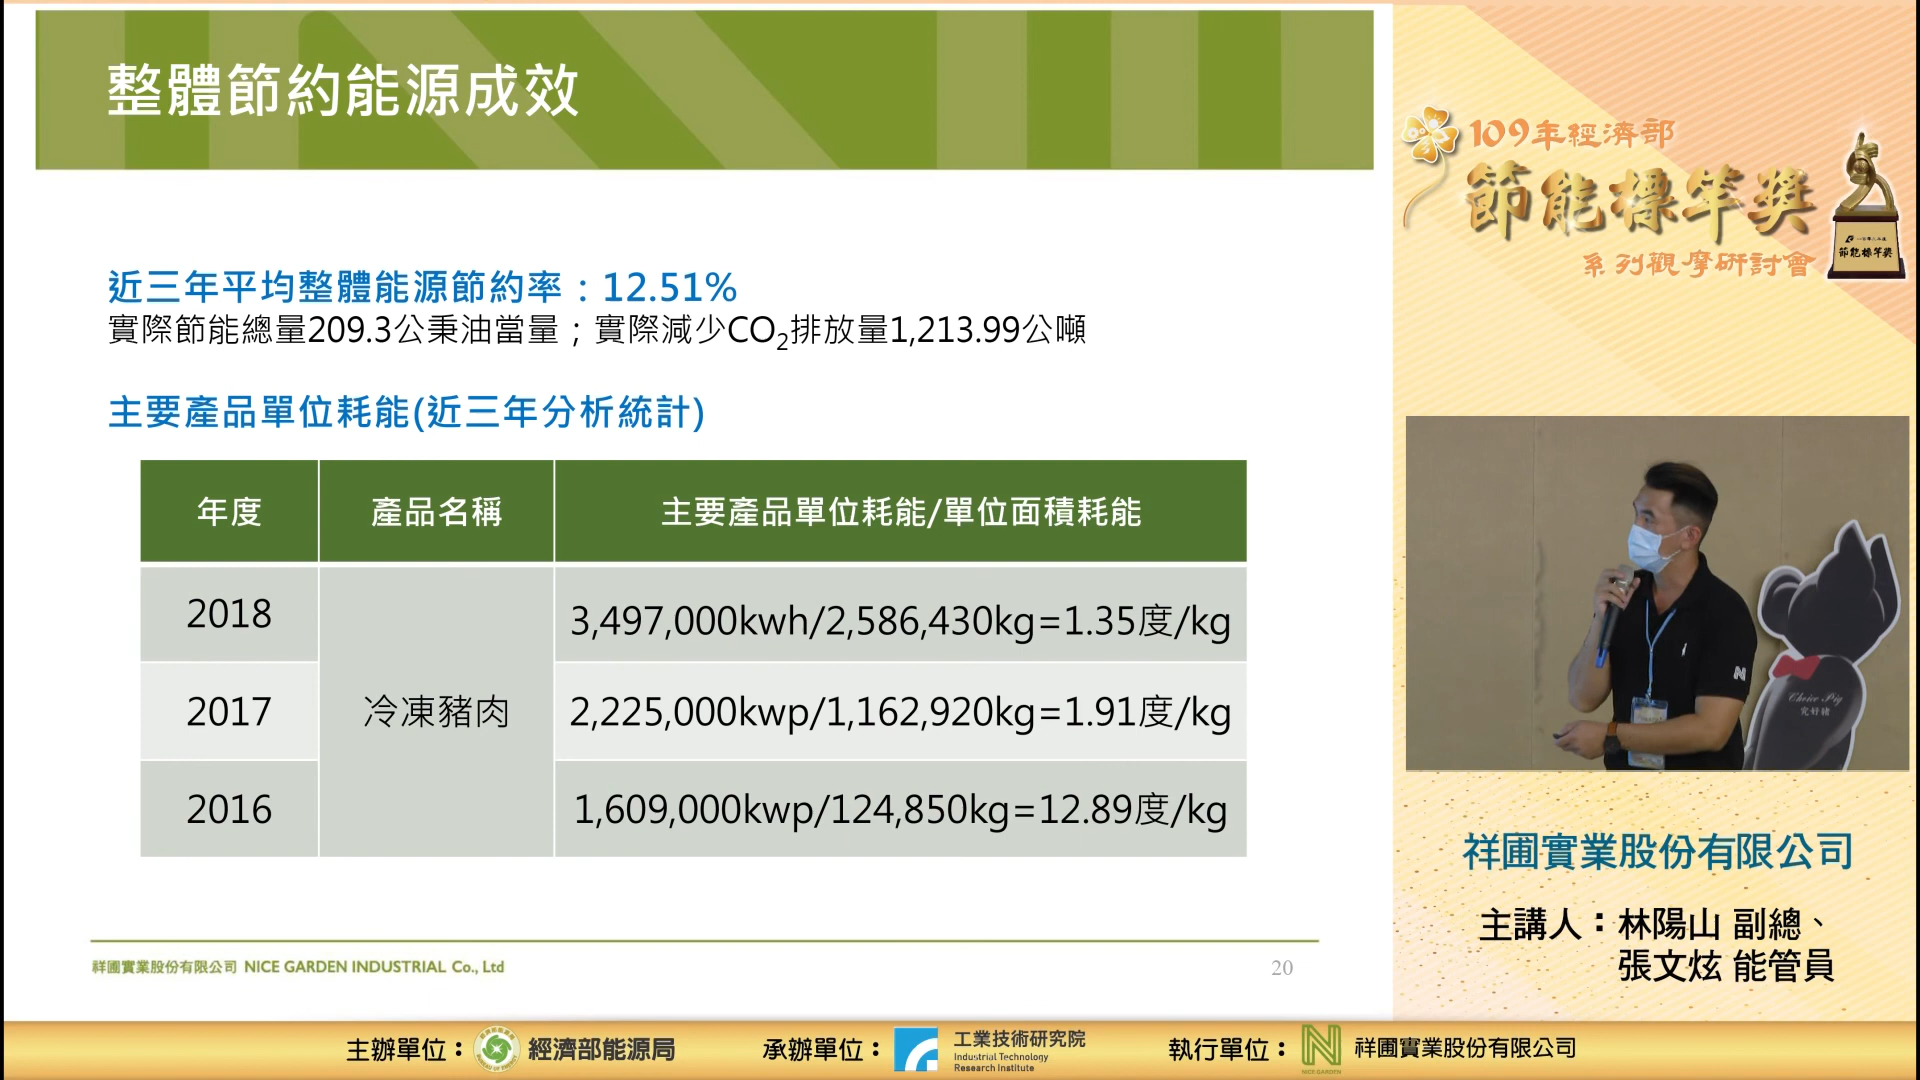 整體節約能源成效
近三年平均整體能源節約率：12.51%
實際節能總量209.3公秉油當量；實際減少CO2排放量1,213.99公噸
主要產品單位耗能(近三年分析統計)
年度 產品名稱 主要產品單位耗能/單位面積耗能
2018 3,497,000kwh/2,586,430kg=1.35度/kg
2017 冷凍豬肉 2,225,000kwp/1,162,920kg=1.91度/kg
2016 1,609,000kwp/124,850kg=12.89度/kg
祥圃實業股份有限公司 NICE GARDEN INDUSTRIAL Co., Ltd
20
109年經濟部
節能標竿獎
系列觀摩研討會
節能標竿獎
N
Choice Pig
究好豬
祥圃實業股份有限公司
主講人：林陽山 副總、
張文炫 能管員
主辦單位： 經濟部能源局
承辦單位： 工業技術研究院
Industrial Technology
Research Institute
執行單位： 祥圃實業股份有限公司
NICE GARDEN